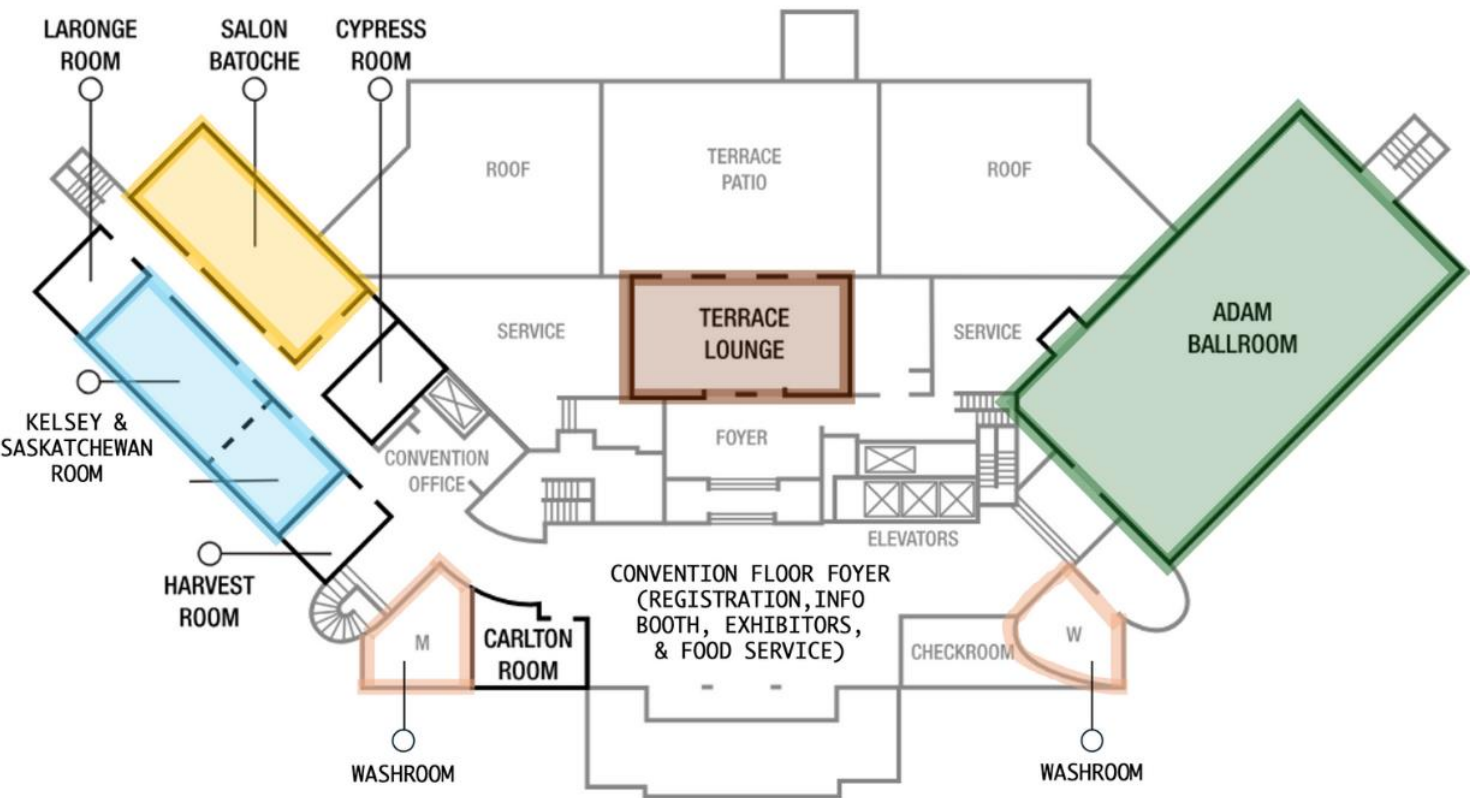 LARONGE
ROOM
SALON
BATOCHE
CYPRESS
ROOM
ROOF
TERRACE
PATIO
ROOF
SERVICE
TERRACE
LOUNGE
SERVICE
ADAM
BALLROOM
KELSEY &
SASKATCHEWAN
ROOM
CONVENTION
OFFICE
FOYER
ELEVATORS
HARVEST
ROOM
CONVENTION FLOOR FOYER
(REGISTRATION,INFO
BOOTH, EXHIBITORS,
& FOOD SERVICE)
M
CARLTON
ROOM
CHECKROOM
W
WASHROOM
WASHROOM